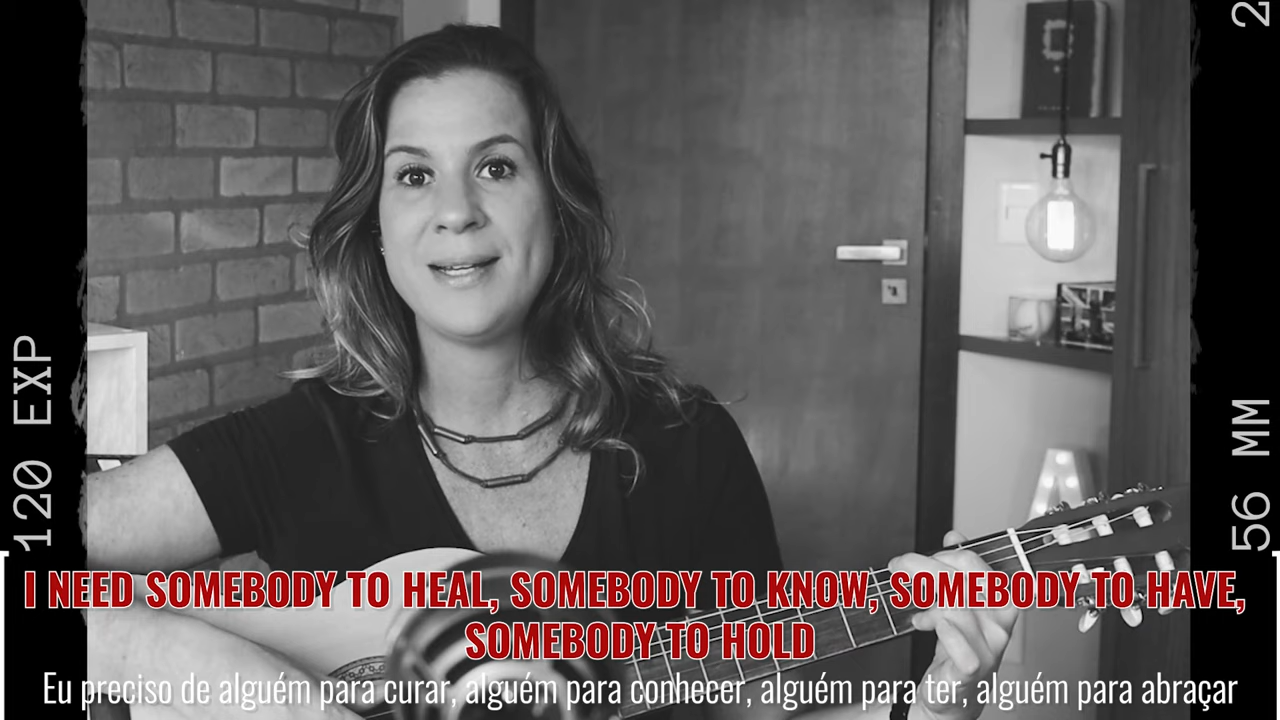 120 EXP
2
56 MM
I NEED SOMEBODY TO HEAL, SOMEBODY TO KNOW, SOMEBODY TO HAVE,
SOMEBODY TO HOLD
Eu preciso de alguém para curar, alguém para conhecer, alguém para ter, alguém para abraçar